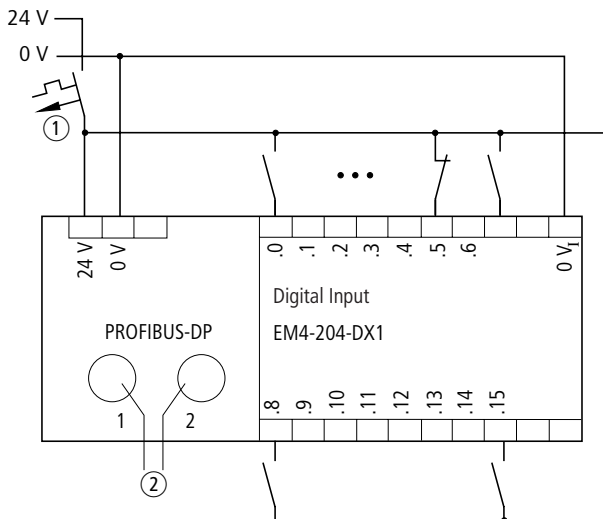 24 V
0 V
1
24 V
0 V
.0
.1
.2
.3
.4
.5
.6
0 VI
Digital Input
EM4-204-DX1
PROFIBUS-DP
1
2
.8
.9
.10
.11
.12
.13
.14
.15
2